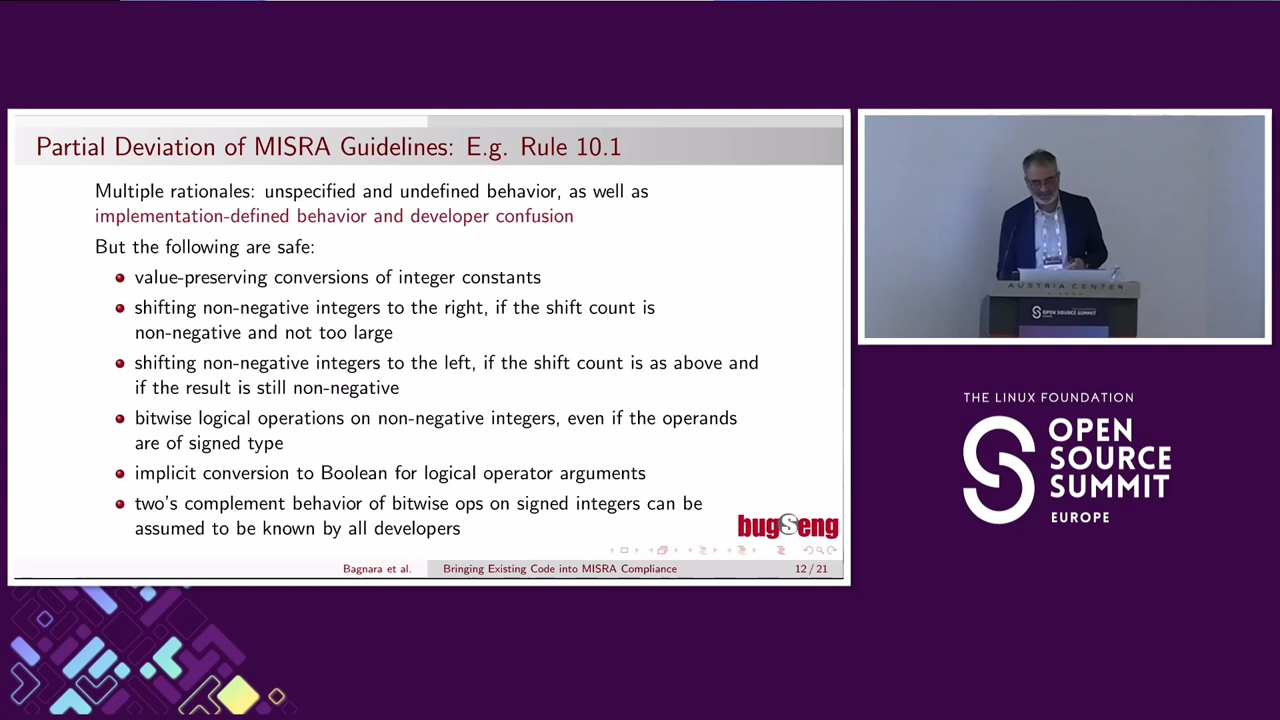 Partial Deviation of MISRA Guidelines: E.g. Rule 10.1
Multiple rationales: unspecified and undefined behavior, as well as
implementation-defined behavior and developer confusion
But the following are safe:
value-preserving conversions of integer constants
shifting non-negative integers to the right, if the shift count is
non-negative and not too large
shifting non-negative integers to the left, if the shift count is as above and
if the result is still non-negative
bitwise logical operations on non-negative integers, even if the operands
are of signed type
implicit conversion to Boolean for logical operator arguments
two's complement behavior of bitwise ops on signed integers can be
assumed to be known by all developers
bugSeng
Bagnara et al.
Bringing Existing Code into MISRA Compliance
12 / 21
AUSTRIA CENTER
OPEN SOURCE SUMMIT
THE LINUX FOUNDATION
OPEN
SOURCE
SUMMIT
EUROPE